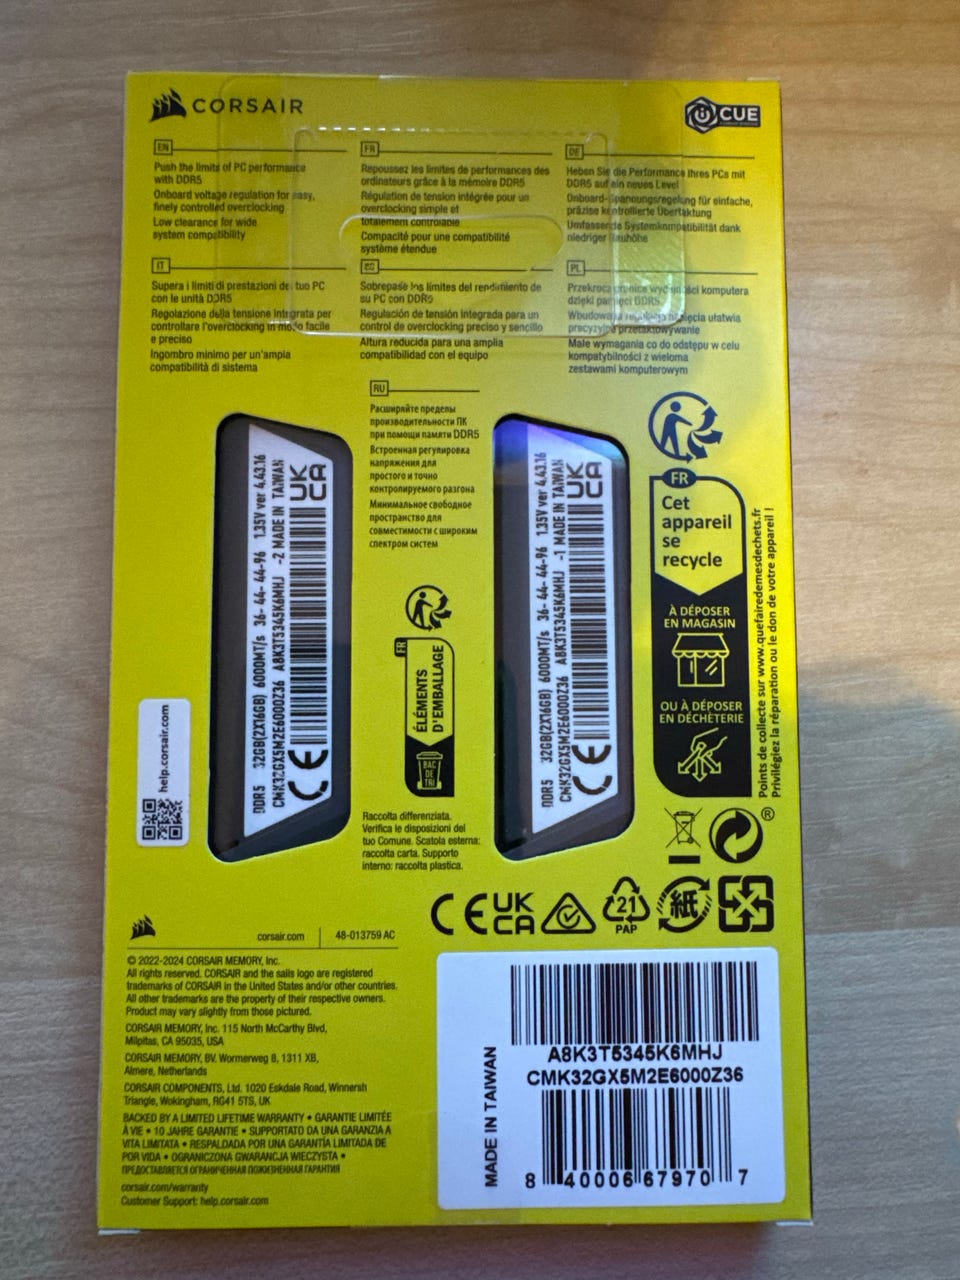 CORSAIR
iCUE
EN
Push the limits of PC performance
with DDR5
Onboard voltage regulation for easy,
finely controlled overclocking
Low clearance for wide
system compatibility
FR
Repoussez les limites de performances des
ordinateurs grâce à la mémoire DDR5
Régulation de tension intégrée pour un
overclocking simple et
totalement contrôlable
Compacité pour une compatibilité
système étendue
DE
Heben Sie die Performance Ihres PCs mit
DDR5 auf ein neues Level
Onboard-Spannungsregelung für einfache,
präzise kontrollierte Übertaktung
Umfassende Systemkompatibilität dank
niedriger Bauhöhe
IT
Supera i limiti di prestazioni del tuo PC
con le unità DDR5
Regolazione della tensione integrata per
controllare l'overclocking in modo facile
e preciso
Ingombro minimo per un'ampia
compatibilità di sistema
ES
Sobrepase los límites del rendimiento de
su PC con DDR5
Regulación de tensión integrada para un
control de overclocking preciso y sencillo
Altura reducida para una amplia
compatibilidad con el equipo
PL
Przekrocz granice wydajności komputera
dzięki pamięci DDR5
Wbudowana regulacja napięcia ułatwia
precyzyjne przetaktowywanie
Małe wymagania co do odstępu w celu
kompatybilności z wieloma
zestawami komputerowym
RU
Расширяйте пределы
производительности ПК
при помощи памяти DDR5
Встроенная регулировка
напряжения для
простого и точно
контролируемого разгона
Минимальное свободное
пространство для
совместимости с широким
спектром систем
DDR5 32GB(2X16GB) 6000MT/s 36-44-44-96 1.35V ver 4.43.16
CMK32GX5M2E6000Z36 A8K3T5345K6MHJ -2 MADE IN TAIWAN
CE
UK
CA
DDR5 32GB(2X16GB) 6000MT/s 36-44-44-96 1.35V ver 4.43.16
CMK32GX5M2E6000Z36 A8K3T5345K6MHJ -1 MADE IN TAIWAN
CE
UK
CA
help.corsair.com
FR
ÉLÉMENTS
D'EMBALLAGE
BAC
DE
TRI
FR
Cet
appareil
se
recycle
À DÉPOSER
EN MAGASIN
OU À DÉPOSER
EN DÉCHÈTERIE
Points de collecte sur www.quefairedemesdechets.fr
Privilégiez la réparation ou le don de votre appareil !
Raccolta differenziata.
Verifica le disposizioni del
tuo Comune. Scatola esterna:
raccolta carta. Supporto
interno: raccolta plastica.
®
CE
UK
CA
21
PAP
紙
corsair.com
48-013759 AC
© 2022-2024 CORSAIR MEMORY, Inc.
All rights reserved. CORSAIR and the sails logo are registered
trademarks of CORSAIR in the United States and/or other countries.
All other trademarks are the property of their respective owners.
Product may vary slightly from those pictured.
CORSAIR MEMORY, Inc. 115 North McCarthy Blvd,
Milpitas, CA 95035, USA
CORSAIR MEMORY, BV. Wormerweg 8, 1311 XB,
Almere, Netherlands
CORSAIR COMPONENTS, Ltd. 1020 Eskdale Road, Winnersh
Triangle, Wokingham, RG41 5TS, UK
BACKED BY A LIMITED LIFETIME WARRANTY • GARANTIE LIMITÉE
À VIE • 10 JAHRE GARANTIE • SUPPORTATO DA UNA GARANZIA A
VITA LIMITATA • RESPALDADA POR UNA GARANTÍA LIMITADA DE
POR VIDA • OGRANICZONA GWARANCJA WIECZYSTA •
ПРЕДОСТАВЛЯЕТСЯ ОГРАНИЧЕННАЯ ПОЖИЗНЕННАЯ ГАРАНТИЯ
corsair.com/warranty
Customer Support: help.corsair.com
MADE IN TAIWAN
A8K3T5345K6MHJ
CMK32GX5M2E6000Z36
8 40006 67970 7